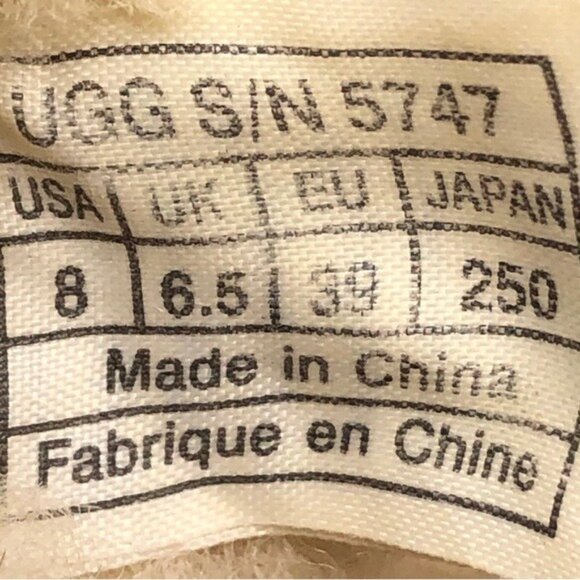 UGG S/N 5747
USA UK EU JAPAN
8 6.5 39 250
Made in China
Fabrique en Chine